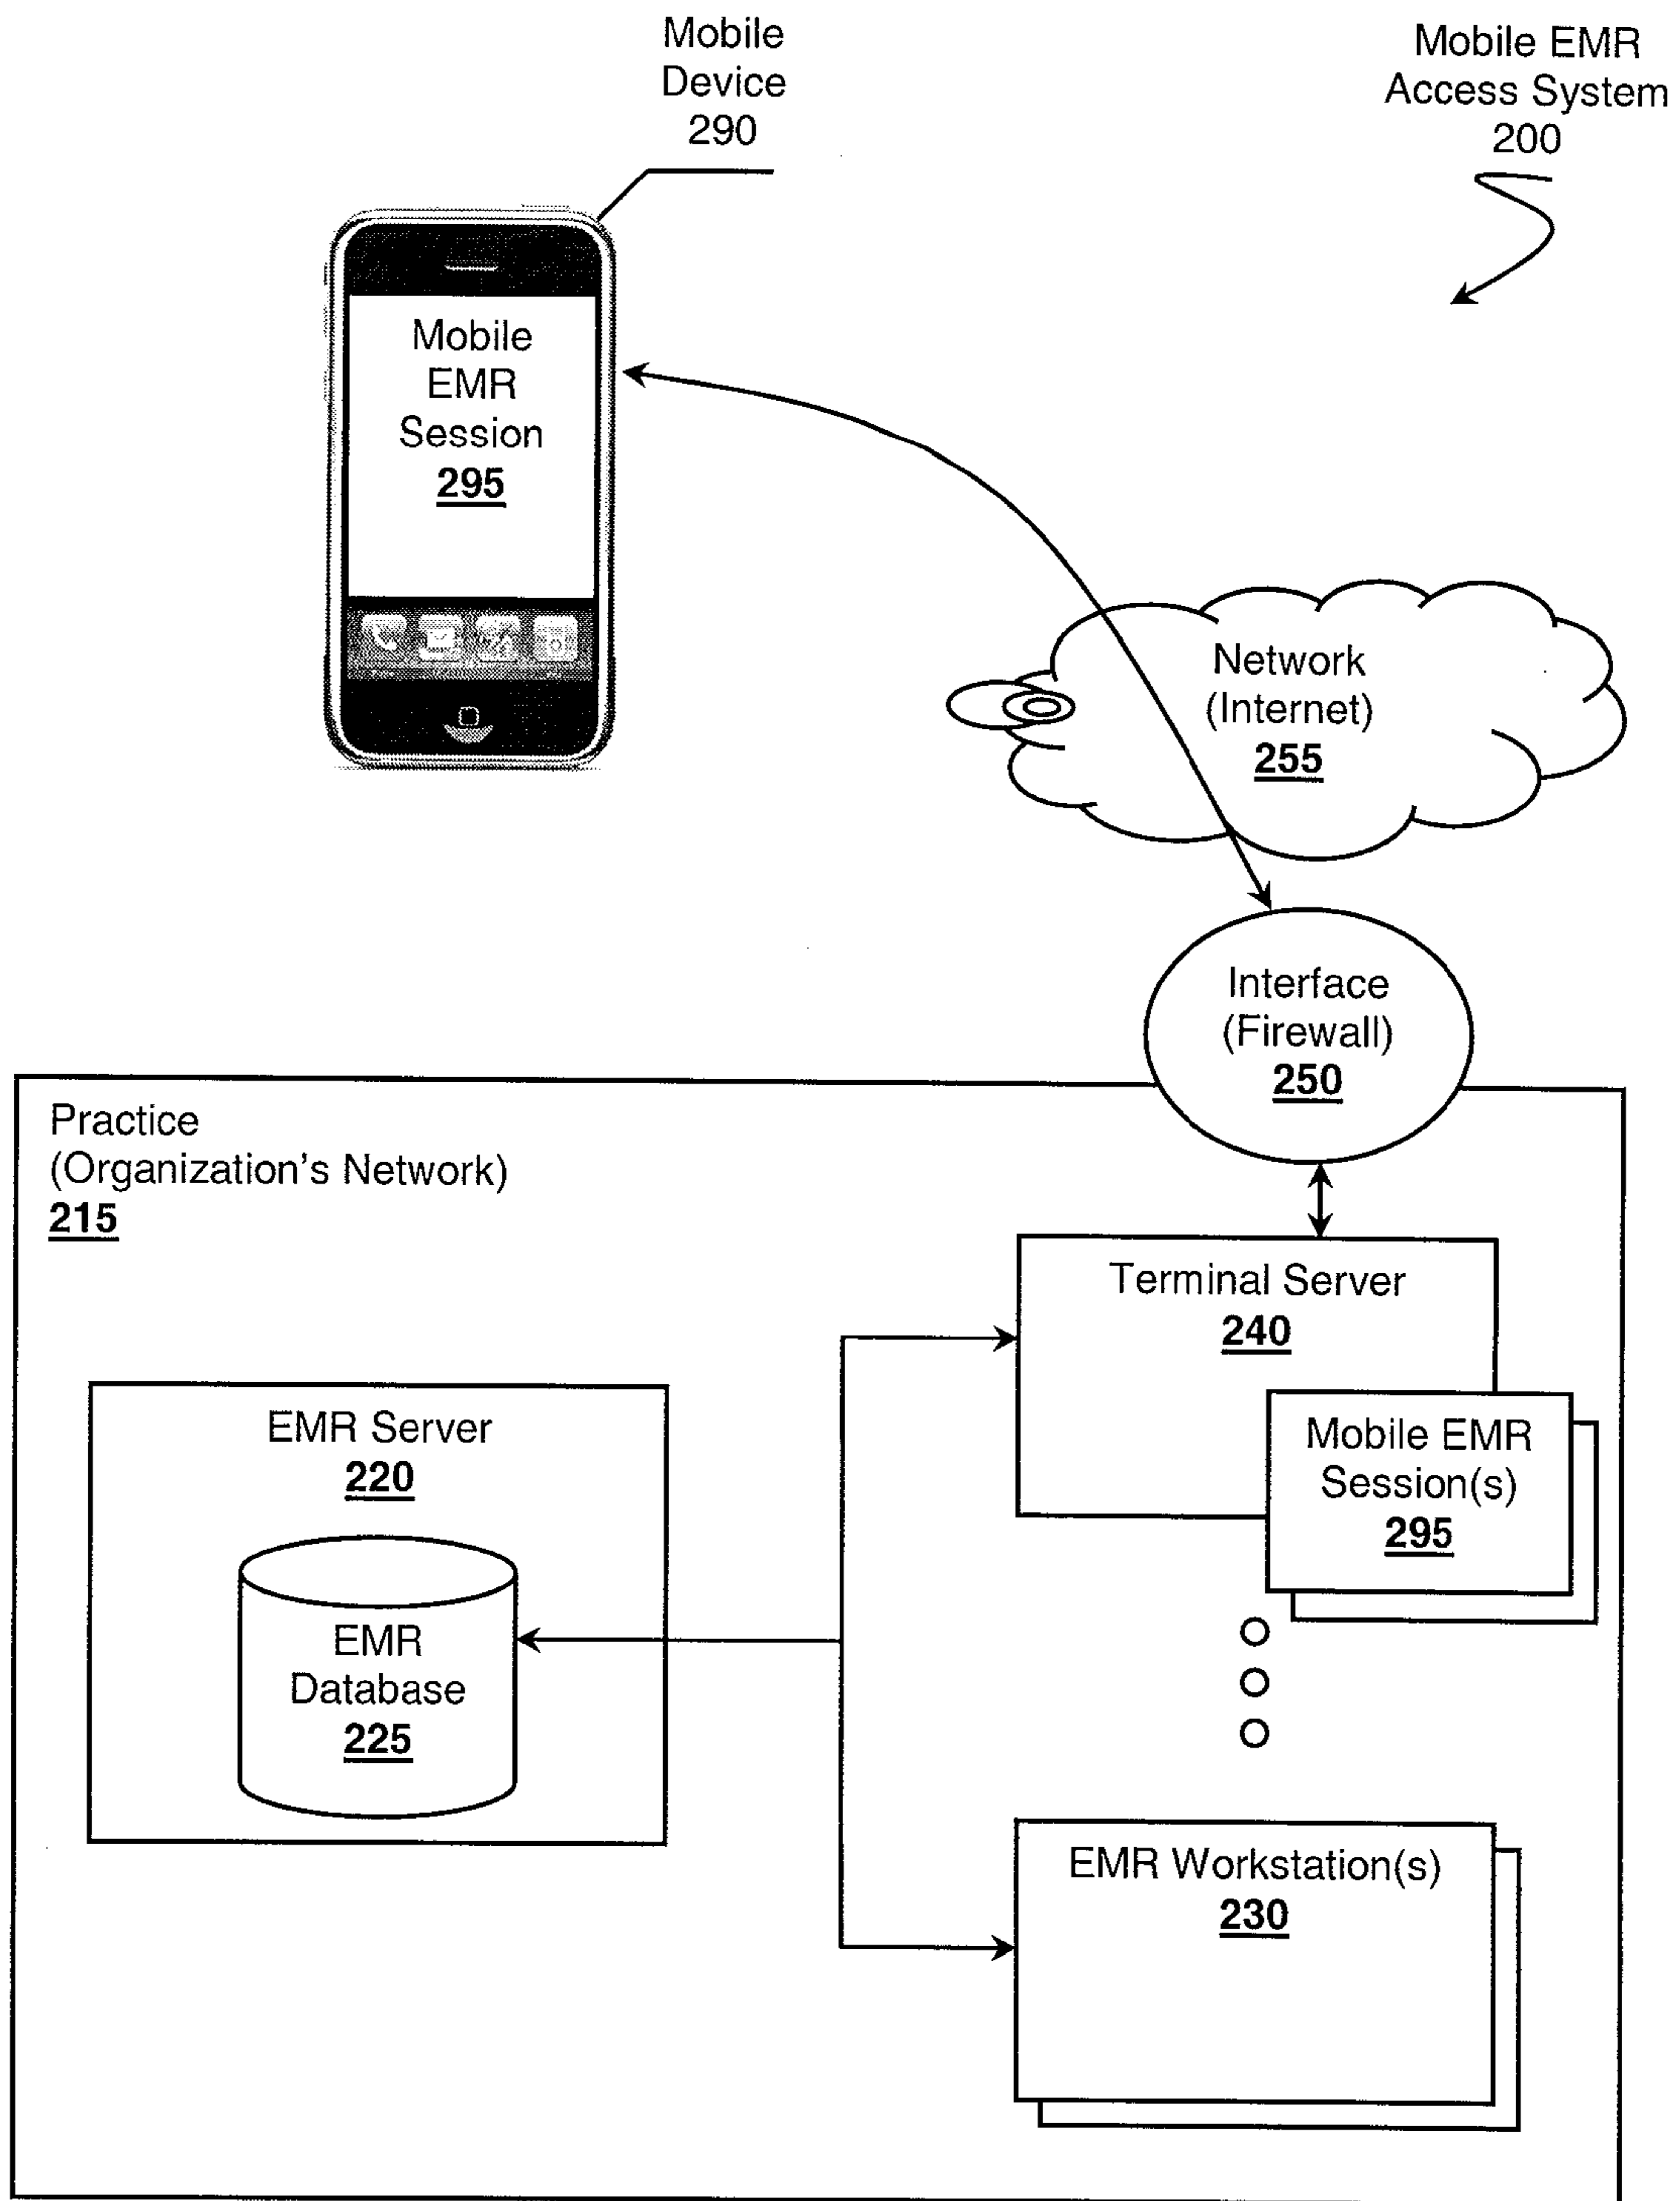 Mobile
Device
290
Mobile EMR
Access System
200
Mobile
EMR
Session
295
Network
(Internet)
255
Interface
(Firewall)
250
Practice
(Organization's Network)
215
Terminal Server
240
EMR Server
220
Mobile EMR
Session(s)
295
EMR
Database
225
EMR Workstation(s)
230